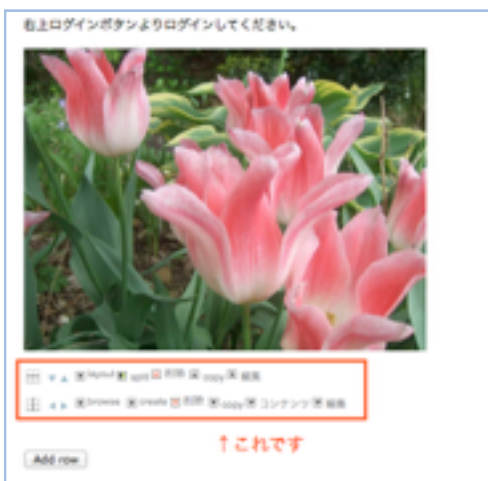 右上ログインボタンよりログインしてください。
layout split 削除 copy 編集
browse create 削除 copy コンテンツ 編集
↑これです
Add row